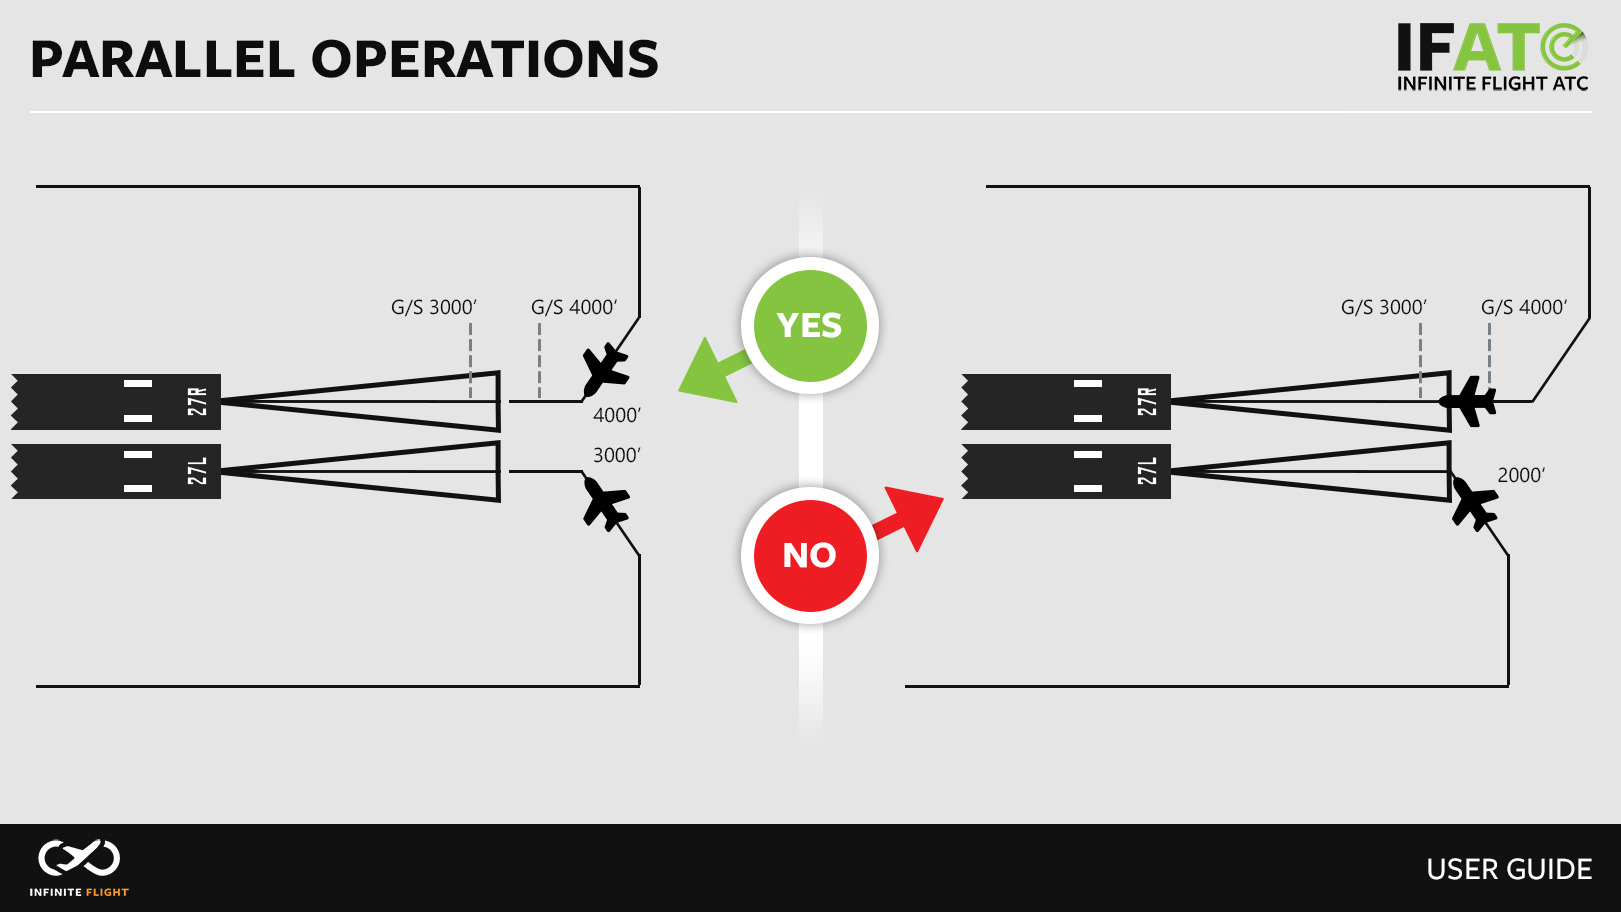 PARALLEL OPERATIONS
IFATC
INFINITE FLIGHT ATC
G/S 3000’ G/S 4000’
27R
4000’
3000’
27L
YES
NO
G/S 3000’ G/S 4000’
27R
27L
2000’
INFINITE FLIGHT
USER GUIDE